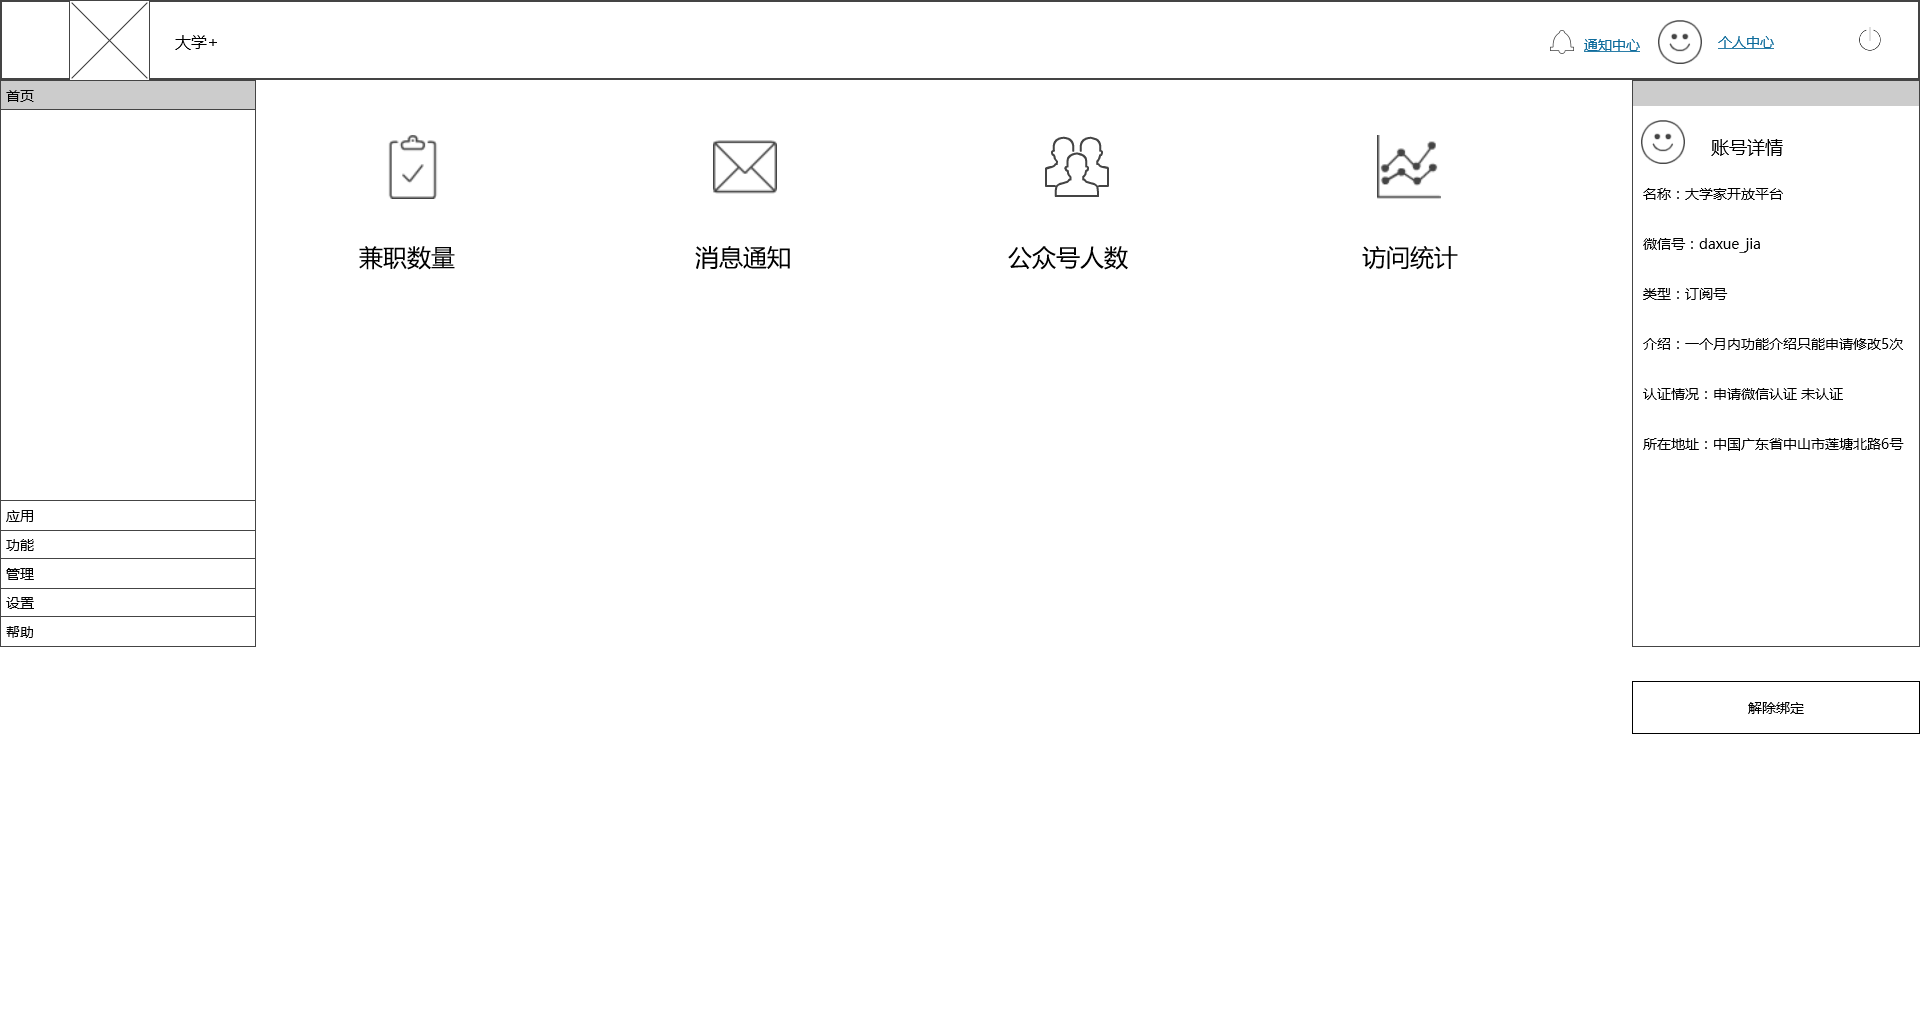 大学+
通知中心
个人中心
首页
应用
功能
管理
设置
帮助
兼职数量
消息通知
公众号人数
访问统计
账号详情
名称：大学家开放平台
微信号：daxue_jia
类型：订阅号
介绍：一个月内功能介绍只能申请修改5次
认证情况：申请微信认证 未认证
所在地址：中国广东省中山市莲塘北路6号
解除绑定